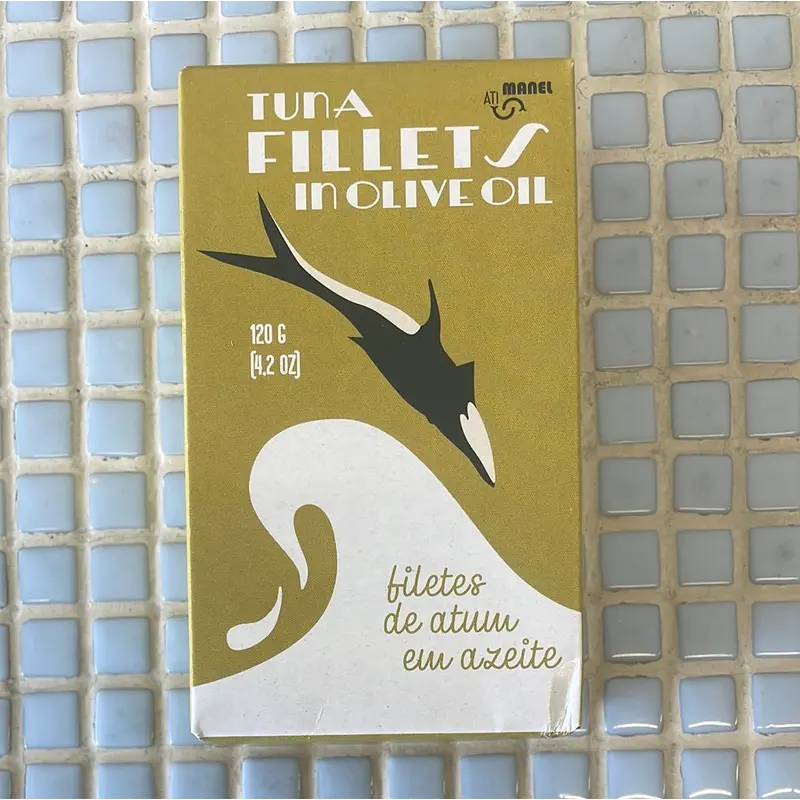 TUNA
FILLETS
IN OLIVE OIL
ATI MANEL
120 G
(4,2 OZ)
filetes
de atum
em azeite